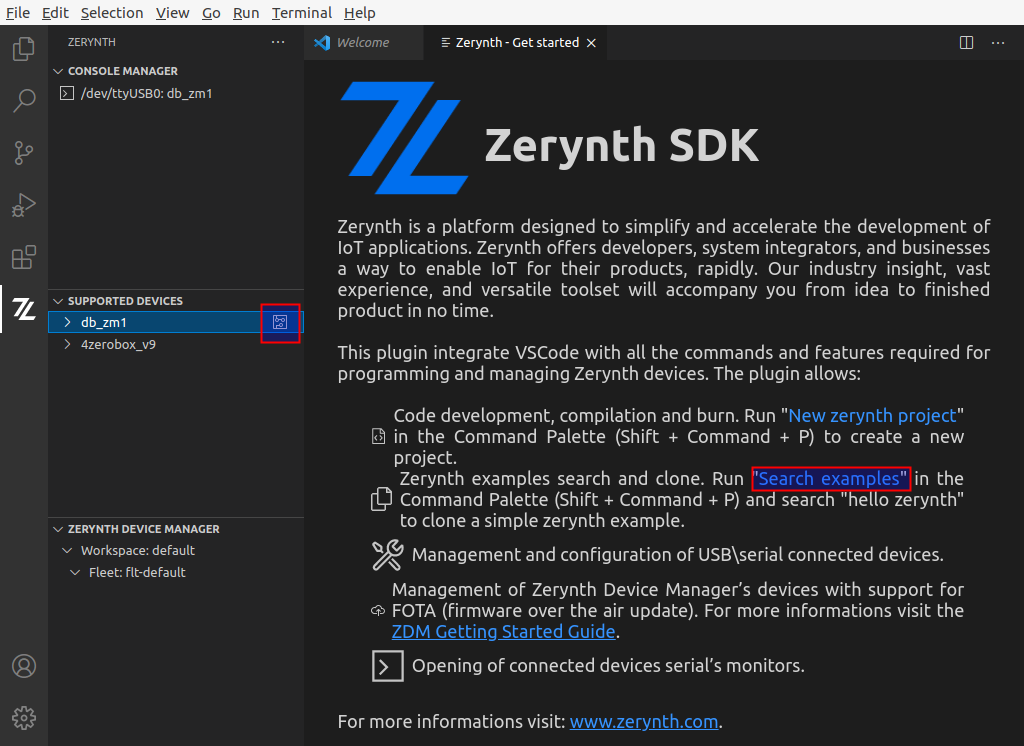 File Edit Selection View Go Run Terminal Help
ZERYNTH
Welcome
Zerynth - Get started
CONSOLE MANAGER
/dev/ttyUSB0: db_zm1
SUPPORTED DEVICES
db_zm1
4zerobox_v9
ZERYNTH DEVICE MANAGER
Workspace: default
Fleet: flt-default
Zerynth SDK
Zerynth is a platform designed to simplify and accelerate the development of
IoT applications. Zerynth offers developers, system integrators, and businesses
a way to enable IoT for their products, rapidly. Our industry insight, vast
experience, and versatile toolset will accompany you from idea to finished
product in no time.
This plugin integrate VSCode with all the commands and features required for
programming and managing Zerynth devices. The plugin allows:
Code development, compilation and burn. Run "New zerynth project"
in the Command Palette (Shift + Command + P) to create a new
project.
Zerynth examples search and clone. Run "Search examples" in the
Command Palette (Shift + Command + P) and search "hello zerynth"
to clone a simple zerynth example.
Management and configuration of USB\serial connected devices.
Management of Zerynth Device Manager’s devices with support for
FOTA (firmware over the air update). For more informations visit the
ZDM Getting Started Guide.
Opening of connected devices serial’s monitors.
For more informations visit: www.zerynth.com.